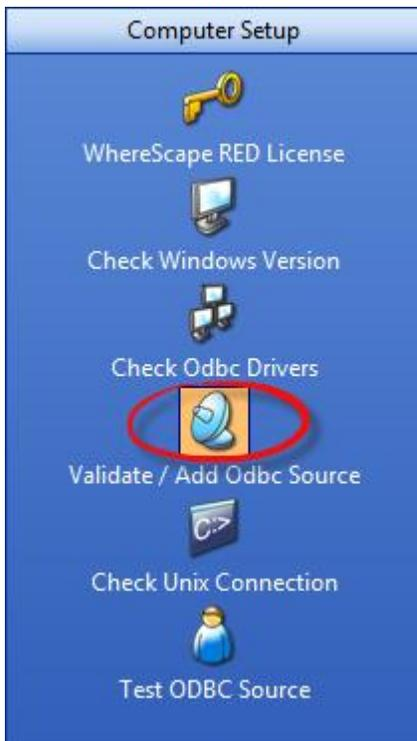 Computer Setup
WhereScape RED License
Check Windows Version
Check Odbc Drivers
Validate / Add Odbc Source
C:>
Check Unix Connection
Test ODBC Source